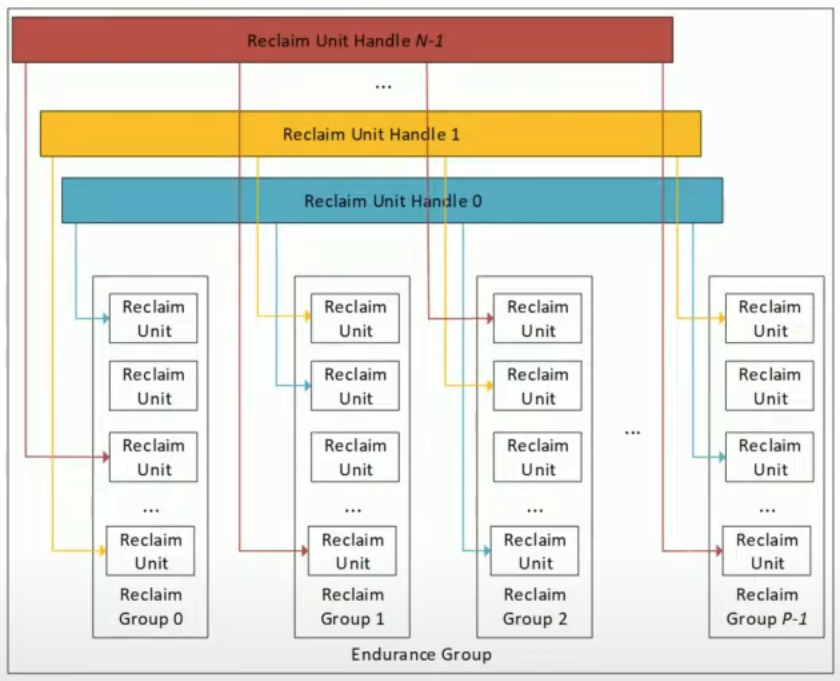 Reclaim Unit Handle N-1
...
Reclaim Unit Handle 1
Reclaim Unit Handle 0
Reclaim
Unit
Reclaim
Unit
Reclaim
Unit
...
Reclaim
Unit
Reclaim
Group 0
Reclaim
Unit
Reclaim
Unit
Reclaim
Unit
...
Reclaim
Unit
Reclaim
Group 1
Reclaim
Unit
Reclaim
Unit
Reclaim
Unit
...
Reclaim
Unit
Reclaim
Group 2
...
Reclaim
Unit
Reclaim
Unit
Reclaim
Unit
...
Reclaim
Unit
Reclaim
Group P-1
Endurance Group